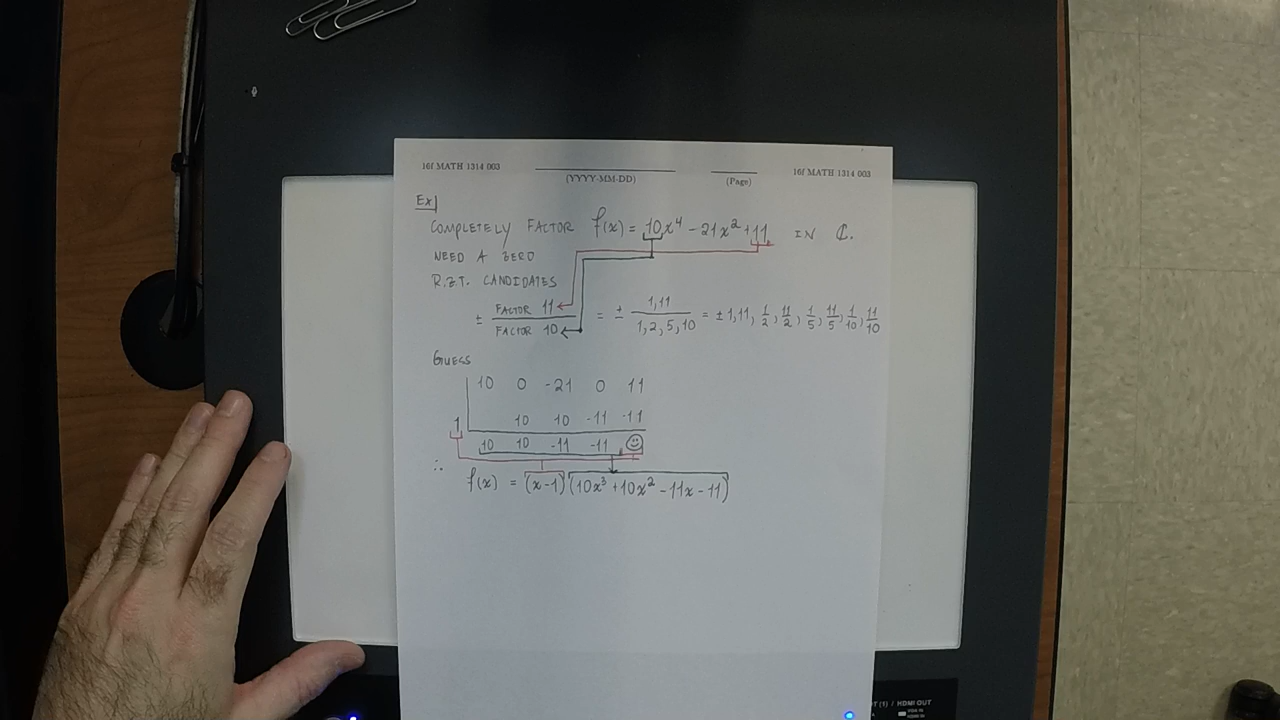 16f MATH 1314 003 (YYYY-MM-DD) (Page) 16f MATH 1314 003
Ex
COMPLETELY FACTOR f(x) = 10x⁴ - 21x² + 11 IN ℂ.
NEED A ZERO
R.Z.T. CANDIDATES
± FACTOR 11 / FACTOR 10 = ± 1, 11 / 1, 2, 5, 10 = ± 1, 11, 1/2, 11/2, 1/5, 11/5, 1/10, 11/10
GUESS
10 0 -21 0 11
1 10 10 -11 -11
10 10 -11 -11 ☺
∴ f(x) = (x-1)(10x³ + 10x² - 11x - 11)
/ HDMI OUT